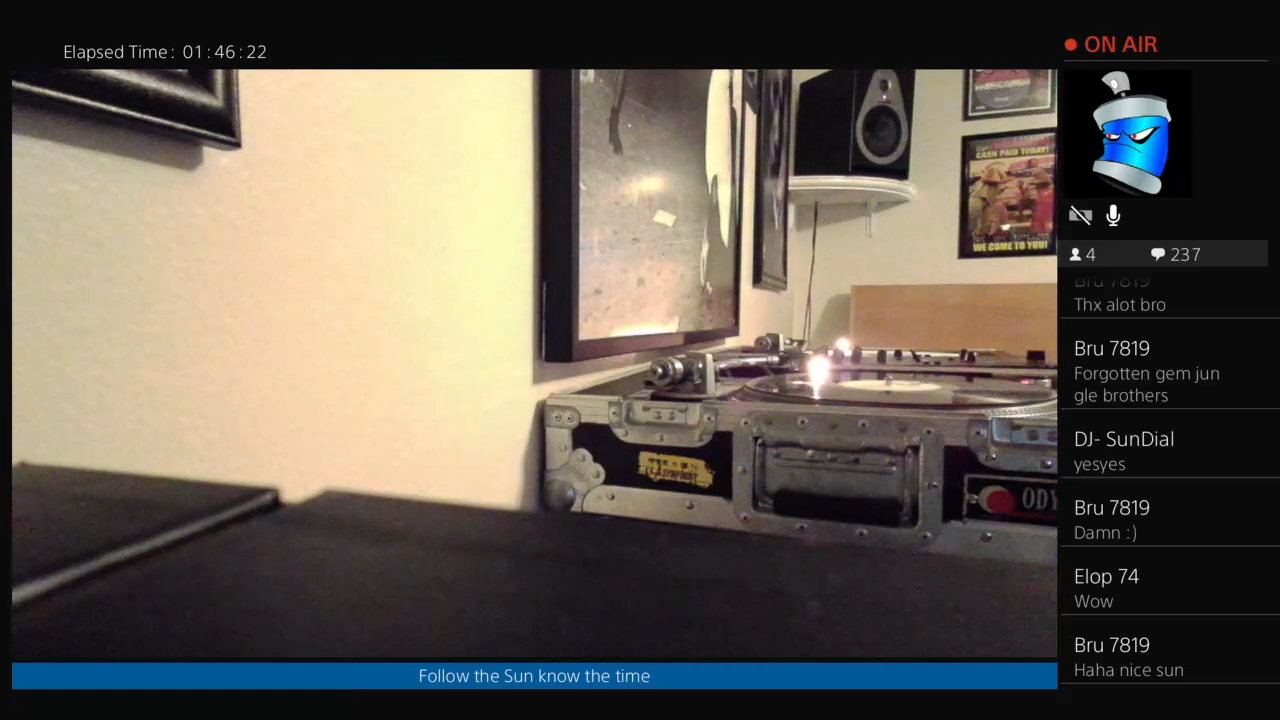 Elapsed Time: 01:46:22
ON AIR
4
237
Bru 7819
Thx alot bro
Bru 7819
Forgotten gem jun
gle brothers
DJ- SunDial
yesyes
Bru 7819
Damn :)
Elop 74
Wow
Bru 7819
Haha nice sun
CASH PAID TODAY!
WE COME TO YOU!
ODY
Follow the Sun know the time